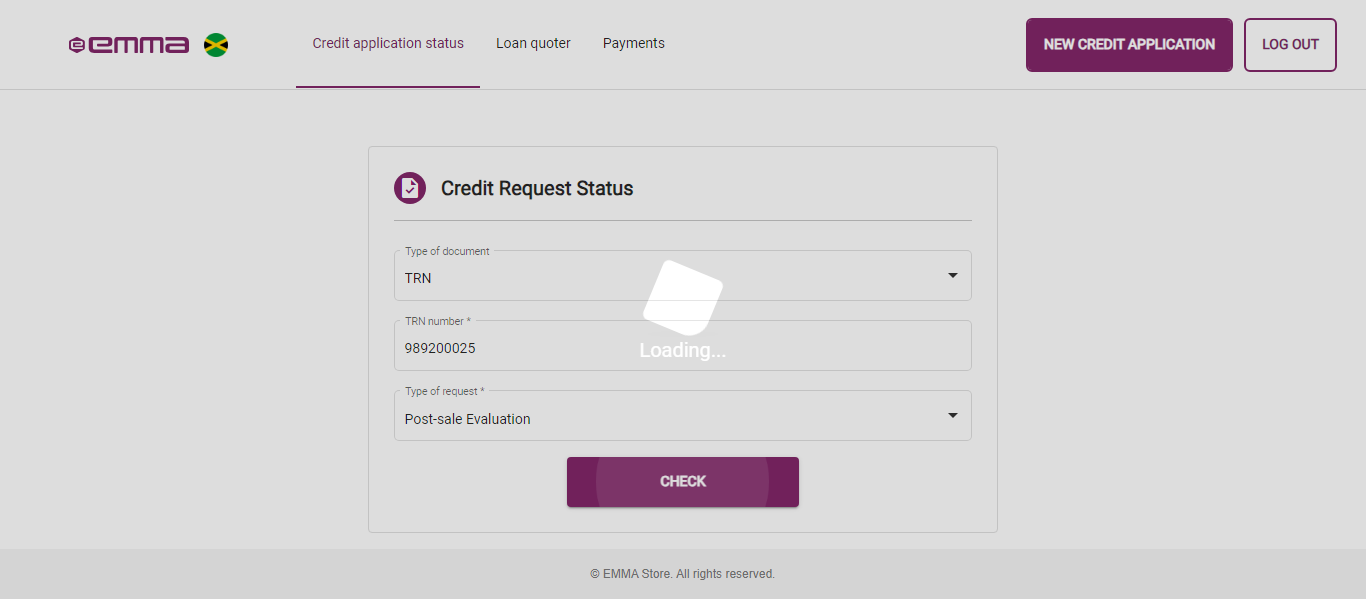 emma
Credit application status
Loan quoter
Payments
NEW CREDIT APPLICATION
LOG OUT
Credit Request Status
Type of document
TRN
TRN number *
989200025
Loading...
Type of request *
Post-sale Evaluation
CHECK
© EMMA Store. All rights reserved.